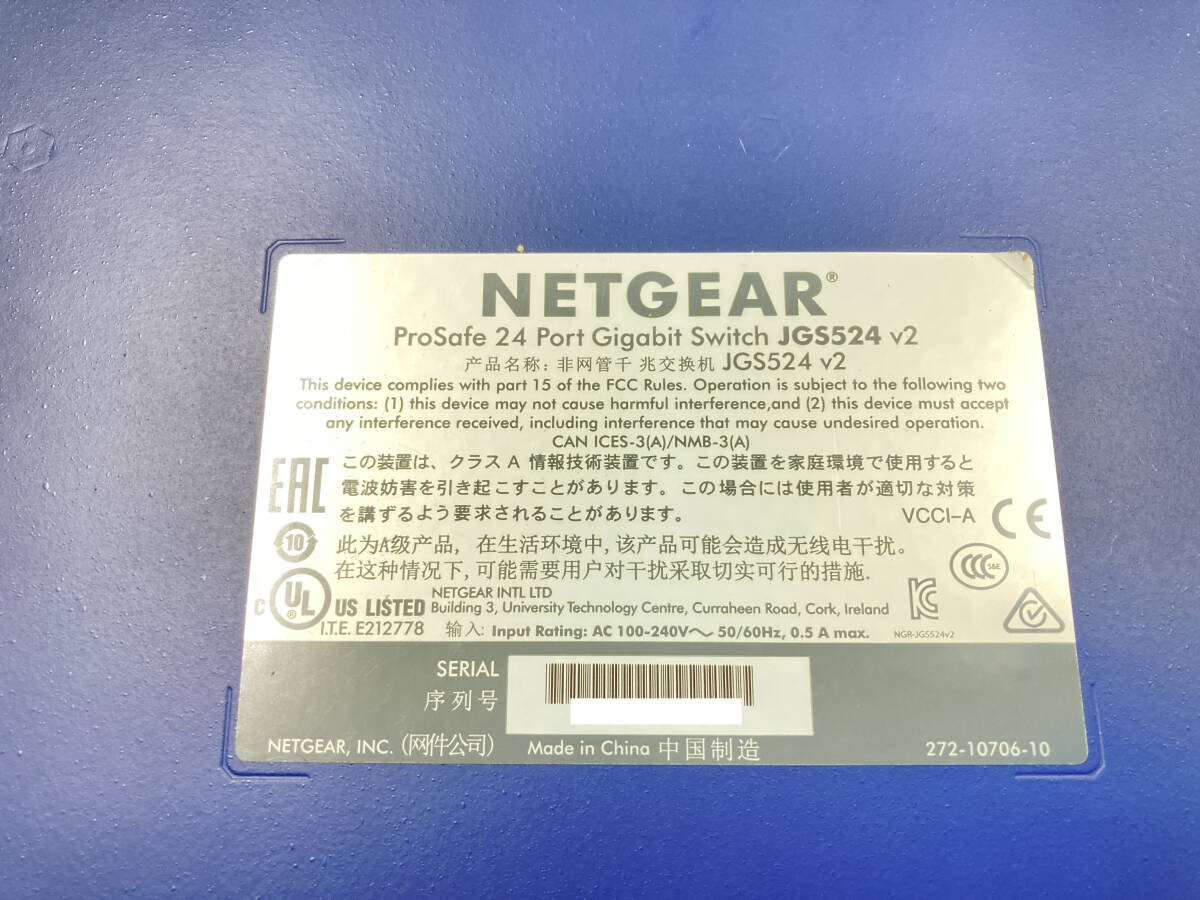 NETGEAR®
ProSafe 24 Port Gigabit Switch JGS524 v2
产品名称：非网管千 兆交换机 JGS524 v2
This device complies with part 15 of the FCC Rules. Operation is subject to the following two
conditions: (1) this device may not cause harmful interference,and (2) this device must accept
any interference received, including interference that may cause undesired operation.
CAN ICES-3(A)/NMB-3(A)
EAC
この装置は、クラス A 情報技術装置です。この装置を家庭環境で使用すると
電波妨害を引き起こすことがあります。この場合には使用者が適切な対策
を講ずるよう要求されることがあります。
VCCI-A
CE
10
此为A级产品, 在生活环境中,该产品可能会造成无线电干扰。
在这种情况下,可能需要用户对干扰采取切实可行的措施.
CCC S&E
C UL® US LISTED
I.T.E. E212778
NETGEAR INTL LTD
Building 3, University Technology Centre, Curraheen Road, Cork, Ireland
输入: Input Rating: AC 100-240V～ 50/60Hz, 0.5 A max.
KC
NGR-JGS524v2
SERIAL
序列号
NETGEAR, INC. (网件公司)
Made in China 中国制造
272-10706-10